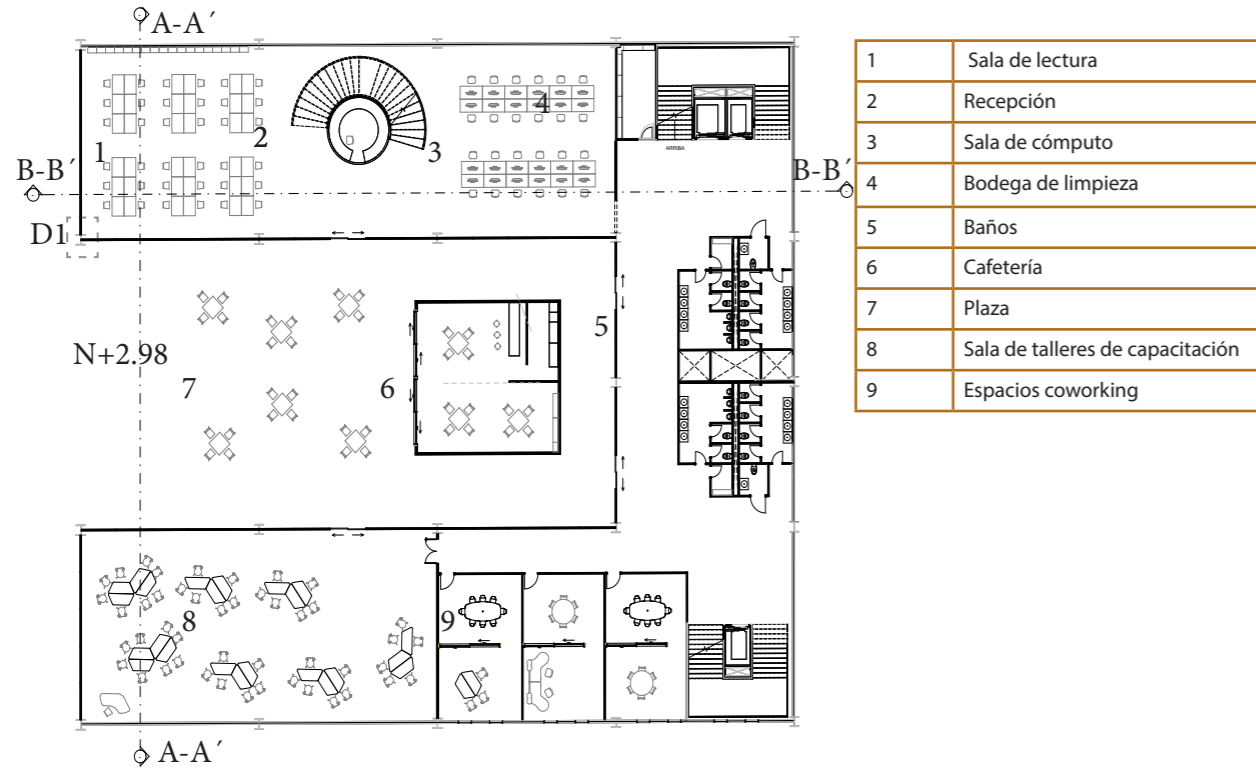 A-A´
1 Sala de lectura
2 Recepción
3 Sala de cómputo
4 Bodega de limpieza
5 Baños
6 Cafetería
7 Plaza
8 Sala de talleres de capacitación
9 Espacios coworking
4
2
3
1
ARRIBA
B-B´
B-B´
D1
5
N+2.98
7
6
8
9
A-A´